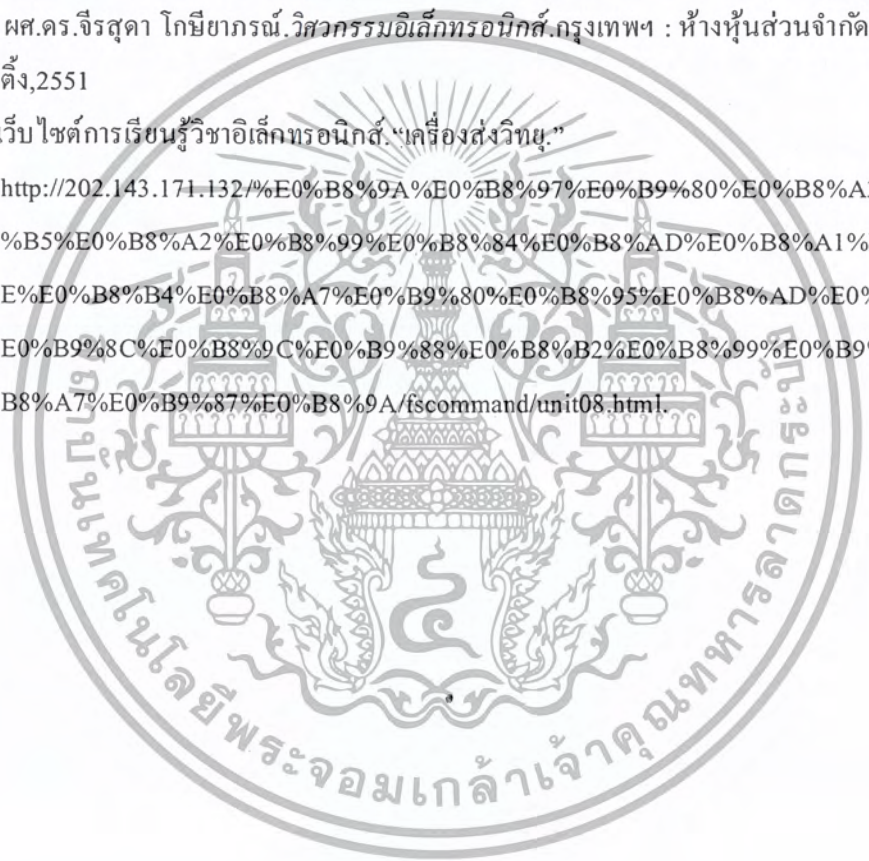 ผศ.ดร.จีรสุดา โกษียาภรณ์.วิศวกรรมอิเล็กทรอนิกส์.กรุงเทพฯ : ห้างหุ้นส่วนจำกัด
ติ้ง,2551
เว็บไซต์การเรียนรู้วิชาอิเล็กทรอนิกส์.“เครื่องส่งวิทยุ.”
http://202.143.171.132/%E0%B8%9A%E0%B8%97%E0%B9%80%E0%B8%A
%B5%E0%B8%A2%E0%B8%99%E0%B8%84%E0%B8%AD%E0%B8%A1%
E%E0%B8%B4%E0%B8%A7%E0%B9%80%E0%B8%95%E0%B8%AD%E0%
E0%B9%8C%E0%B8%9C%E0%B9%88%E0%B8%B2%E0%B8%99%E0%B9%
B8%A7%E0%B9%87%E0%B8%9A/fscommand/unit08.html.
สถาบันเทคโนโลยีพระจอมเกล้าเจ้าคุณทหารลาดกระบัง